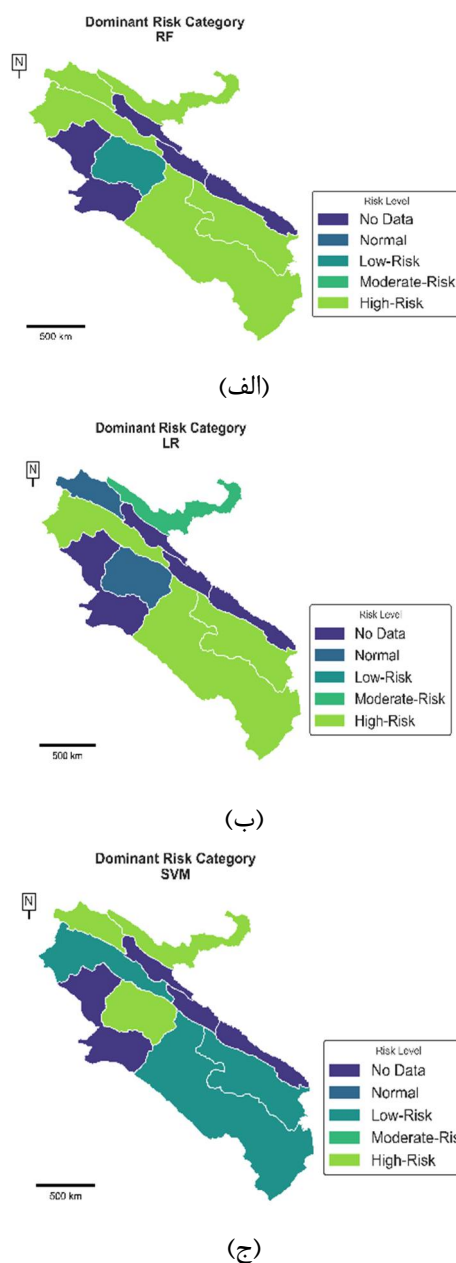 Dominant Risk Category
RF
N
Risk Level
No Data
Normal
Low-Risk
Moderate-Risk
High-Risk
500 km
(الف)
Dominant Risk Category
LR
N
Risk Level
No Data
Normal
Low-Risk
Moderate-Risk
High-Risk
500 km
(ب)
Dominant Risk Category
SVM
N
Risk Level
No Data
Normal
Low-Risk
Moderate-Ris
High-Risk
500 km
(ج)